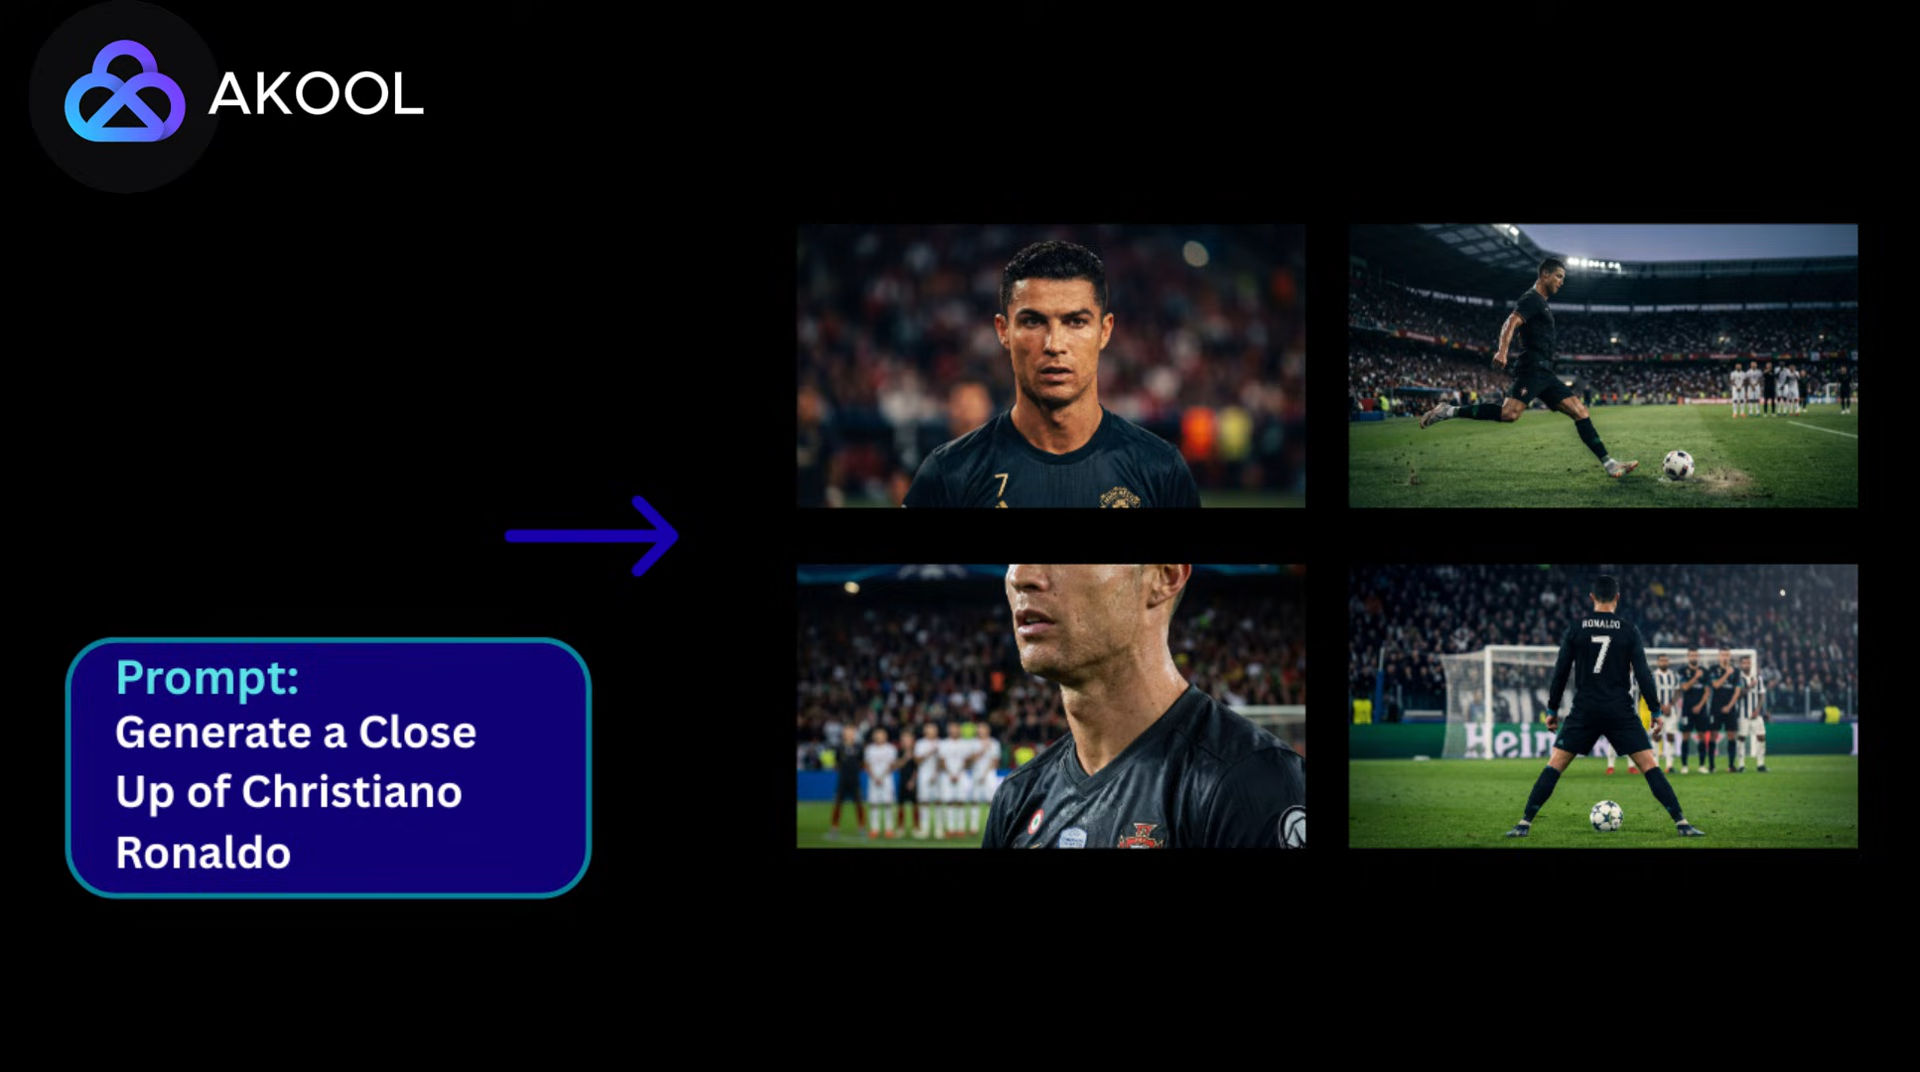 AKOOL
7
RONALDO
7
Hein
Prompt:
Generate a Close
Up of Christiano
Ronaldo